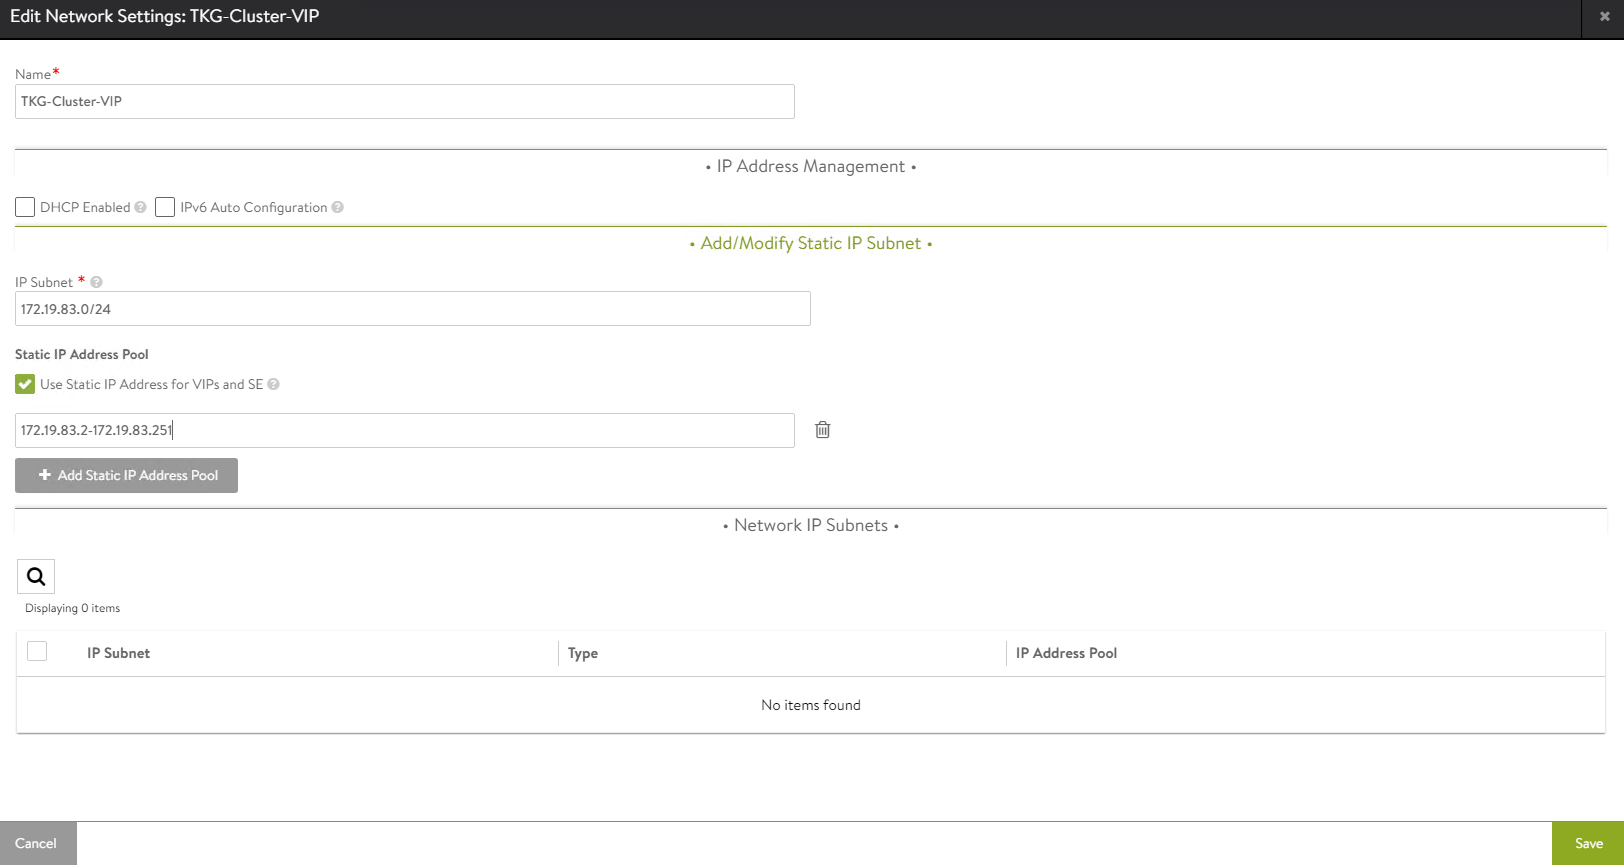 Edit Network Settings: TKG-Cluster-VIP
Name*
TKG-Cluster-VIP
• IP Address Management •
DHCP Enabled ? IPv6 Auto Configuration ?
• Add/Modify Static IP Subnet •
IP Subnet * ?
172.19.83.0/24
Static IP Address Pool
Use Static IP Address for VIPs and SE ?
172.19.83.2-172.19.83.251
+ Add Static IP Address Pool
• Network IP Subnets •
Displaying 0 items
IP Subnet Type IP Address Pool
No items found
Cancel Save